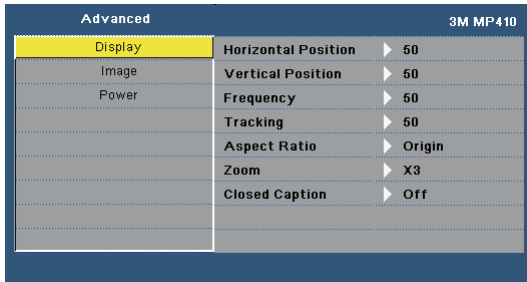 Advanced 3M MP410
Display
Image
Power
Horizontal Position 50
Vertical Position 50
Frequency 50
Tracking 50
Aspect Ratio Origin
Zoom X3
Closed Caption Off